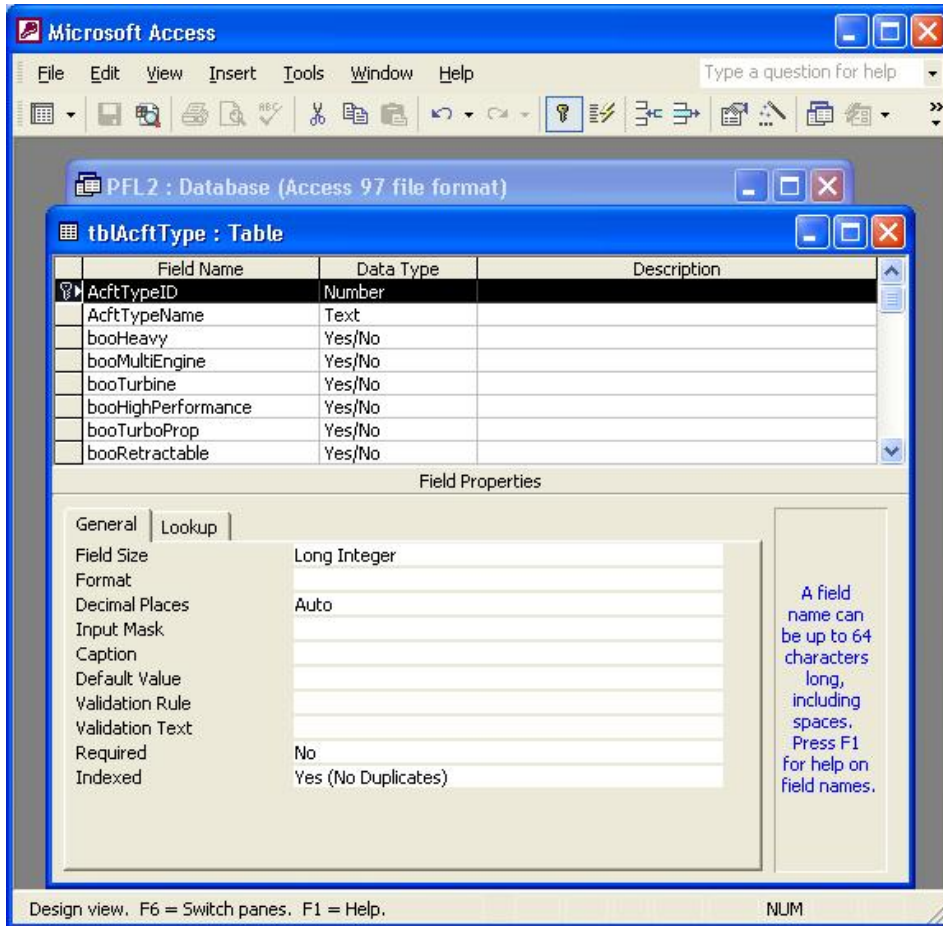 Microsoft Access
File Edit View Insert Tools Window Help Type a question for help
PFL2 : Database (Access 97 file format)
tblAcftType : Table
Field Name Data Type Description
AcftTypeID Number
AcftTypeName Text
booHeavy Yes/No
booMultiEngine Yes/No
booTurbine Yes/No
booHighPerformance Yes/No
booTurboProp Yes/No
booRetractable Yes/No
Field Properties
General Lookup
Field Size Long Integer
Format
Decimal Places Auto
Input Mask
Caption
Default Value
Validation Rule
Validation Text
Required No
Indexed Yes (No Duplicates)
A field
name can
be up to 64
characters
long,
including
spaces.
Press F1
for help on
field names.
Design view. F6 = Switch panes. F1 = Help. NUM